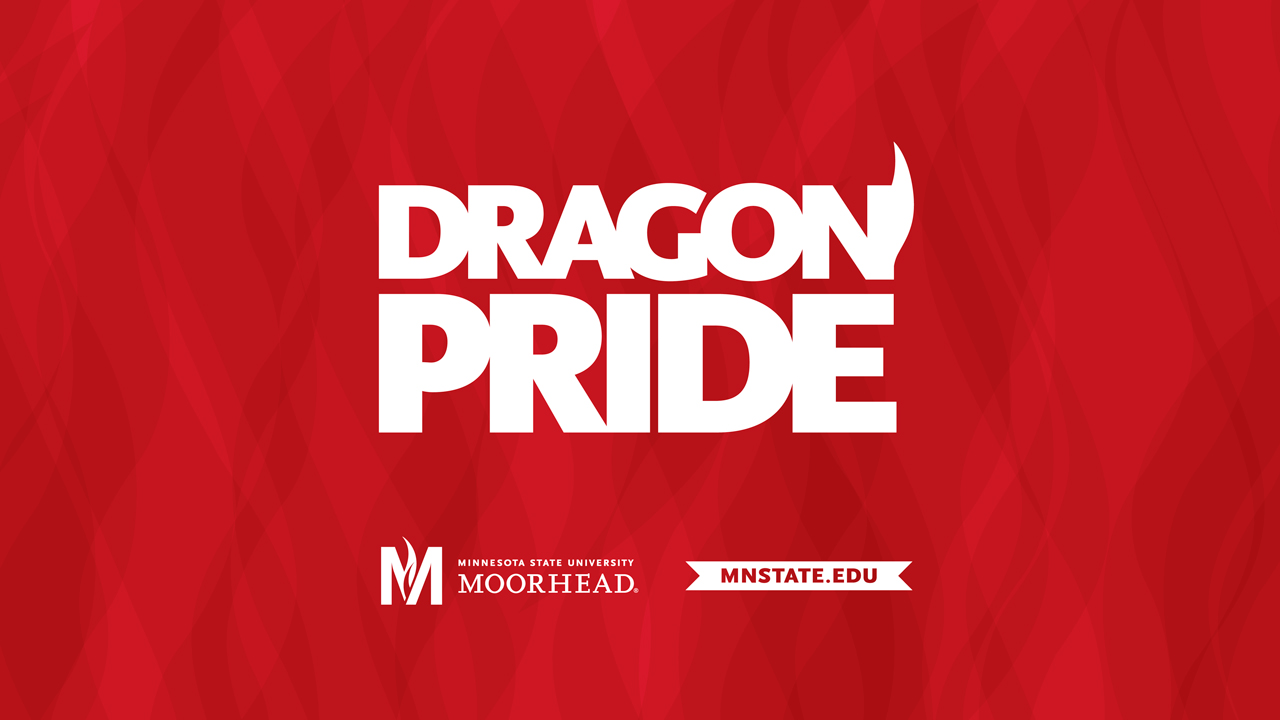 DRAGON
PRIDE
MINNESOTA STATE UNIVERSITY
MOORHEAD®
MNSTATE.EDU